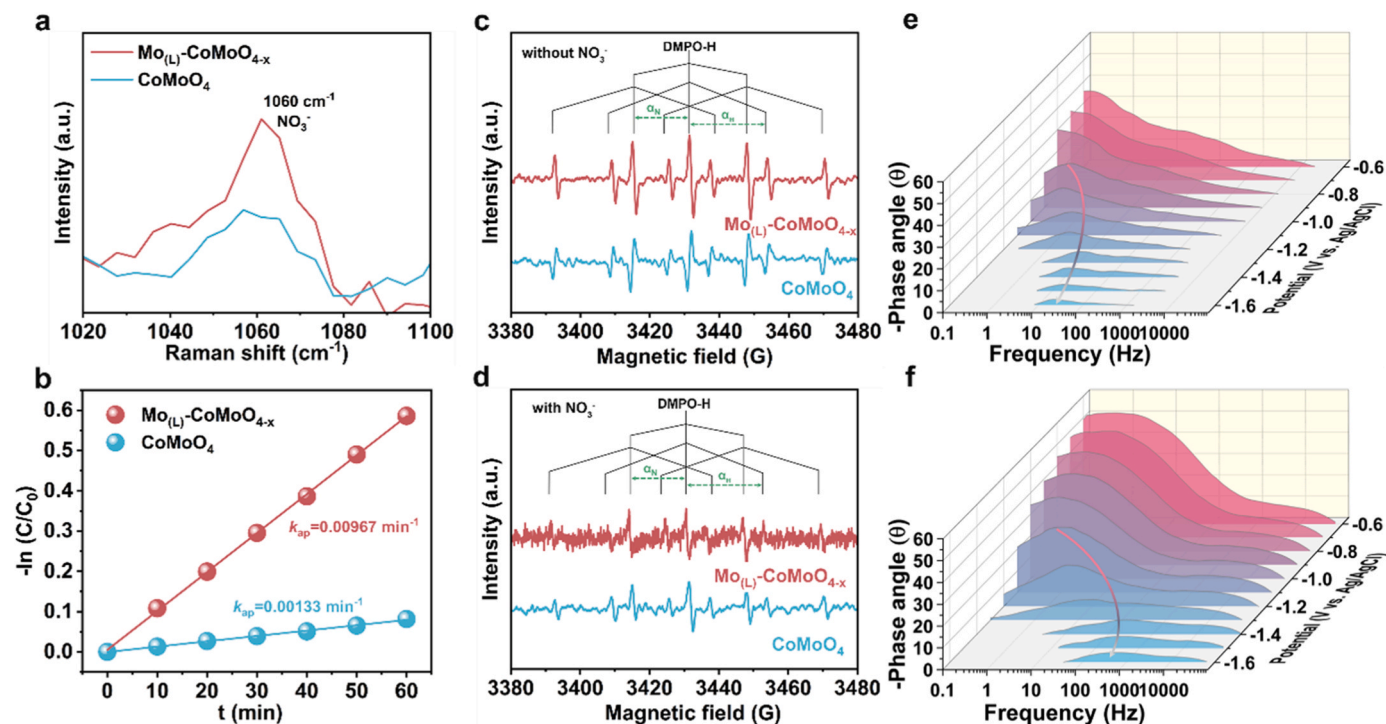 a
Mo(L)-CoMoO4-x
CoMoO4
1060 cm-1
NO3-
Intensity (a.u.)
1020 1040 1060 1080 1100
Raman shift (cm-1)
b
Mo(L)-CoMoO4-x
CoMoO4
kap=0.00967 min-1
kap=0.00133 min-1
-ln (C/C0)
0.6
0.5
0.4
0.3
0.2
0.1
0.0
0 10 20 30 40 50 60
t (min)
c
without NO3-
DMPO-H
αN
αH
Mo(L)-CoMoO4-x
CoMoO4
Intensity (a.u.)
3380 3400 3420 3440 3460 3480
Magnetic field (G)
d
with NO3-
DMPO-H
αN
αH
Mo(L)-CoMoO4-x
CoMoO4
Intensity (a.u.)
3380 3400 3420 3440 3460 3480
Magnetic field (G)
e
-Phase angle (θ)
60
50
40
30
20
10
0
0.1 1 10 100 100010000
Frequency (Hz)
-0.6
-0.8
-1.0
-1.2
-1.4
-1.6
Potential (V vs. Ag/AgCl)
f
-Phase angle (θ)
60
50
40
30
20
10
0
0.1 1 10 100 100010000
Frequency (Hz)
-0.6
-0.8
-1.0
-1.2
-1.4
-1.6
Potential (V vs. Ag/AgCl)